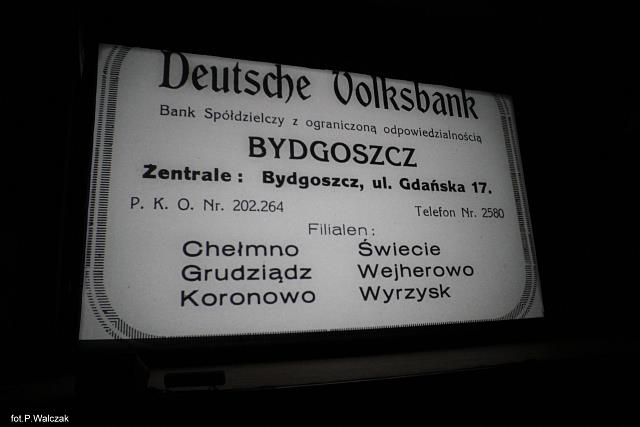 Deutsche Volksbank
Bank Spółdzielczy z ograniczoną odpowiedzialnością
BYDGOSZCZ
Zentrale: Bydgoszcz, ul. Gdańska 17.
P. K. O. Nr. 202.264 Telefon Nr. 2580
Filialen:
Chełmno Świecie
Grudziądz Wejherowo
Koronowo Wyrzysk
fot.P.Walczak